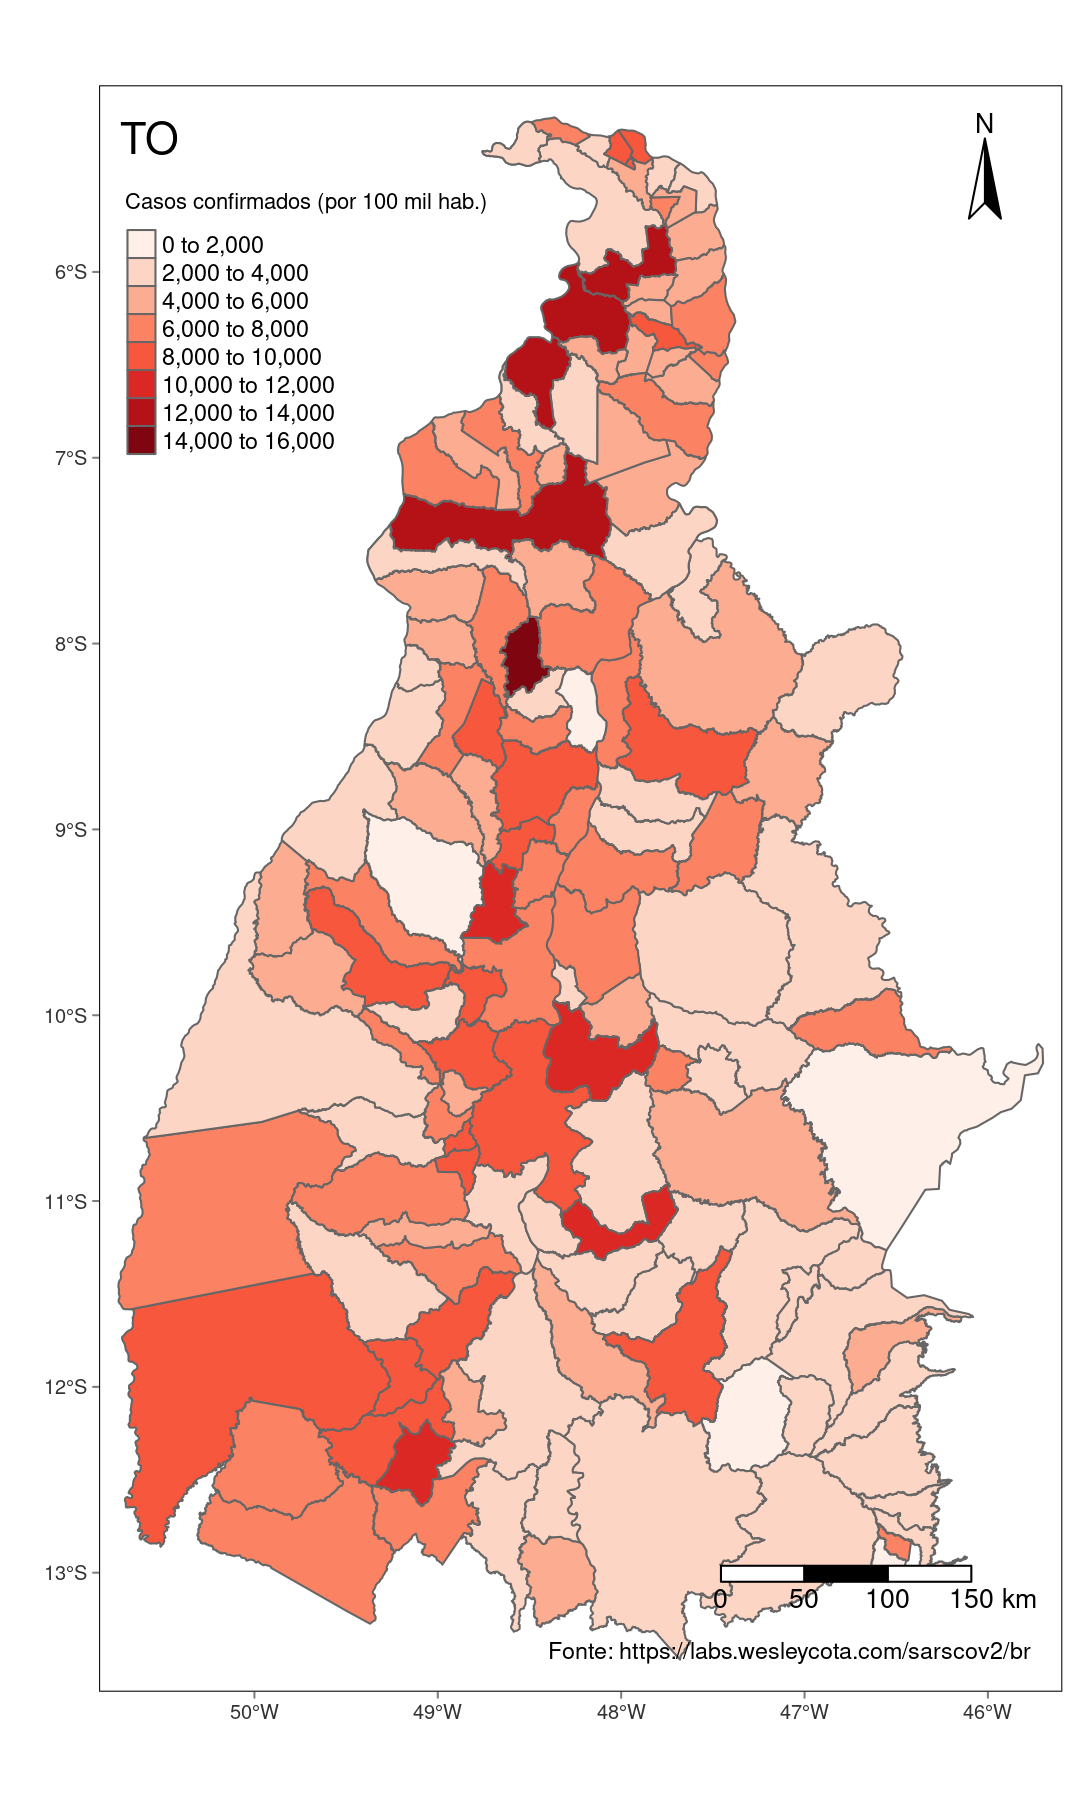 TO
N
Casos confirmados (por 100 mil hab.)
0 to 2,000
2,000 to 4,000
4,000 to 6,000
6,000 to 8,000
8,000 to 10,000
10,000 to 12,000
12,000 to 14,000
14,000 to 16,000
6°S
7°S
8°S
9°S
10°S
11°S
12°S
13°S
0 50 100 150 km
Fonte: https://labs.wesleycota.com/sarscov2/br
50°W 49°W 48°W 47°W 46°W